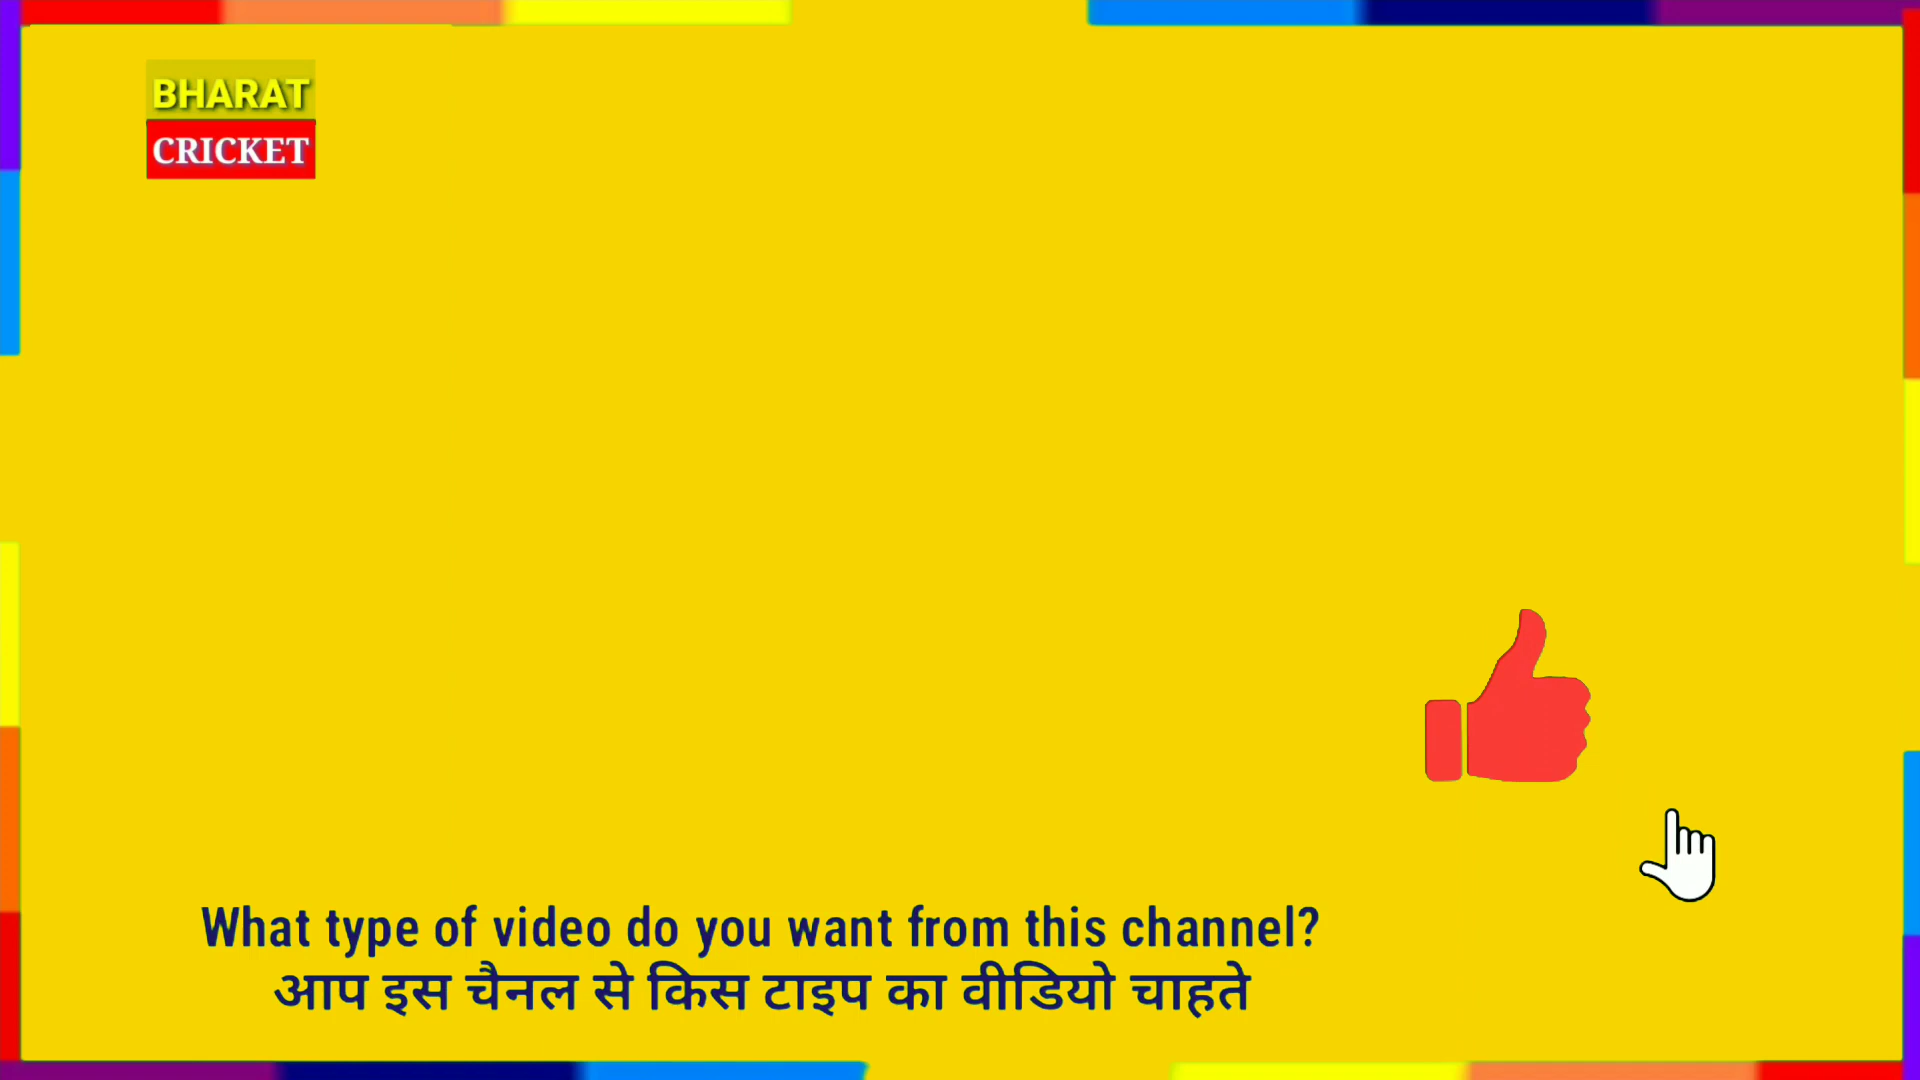 BHARAT
CRICKET
What type of video do you want from this channel?
आप इस चैनल से किस टाइप का वीडियो चाहते